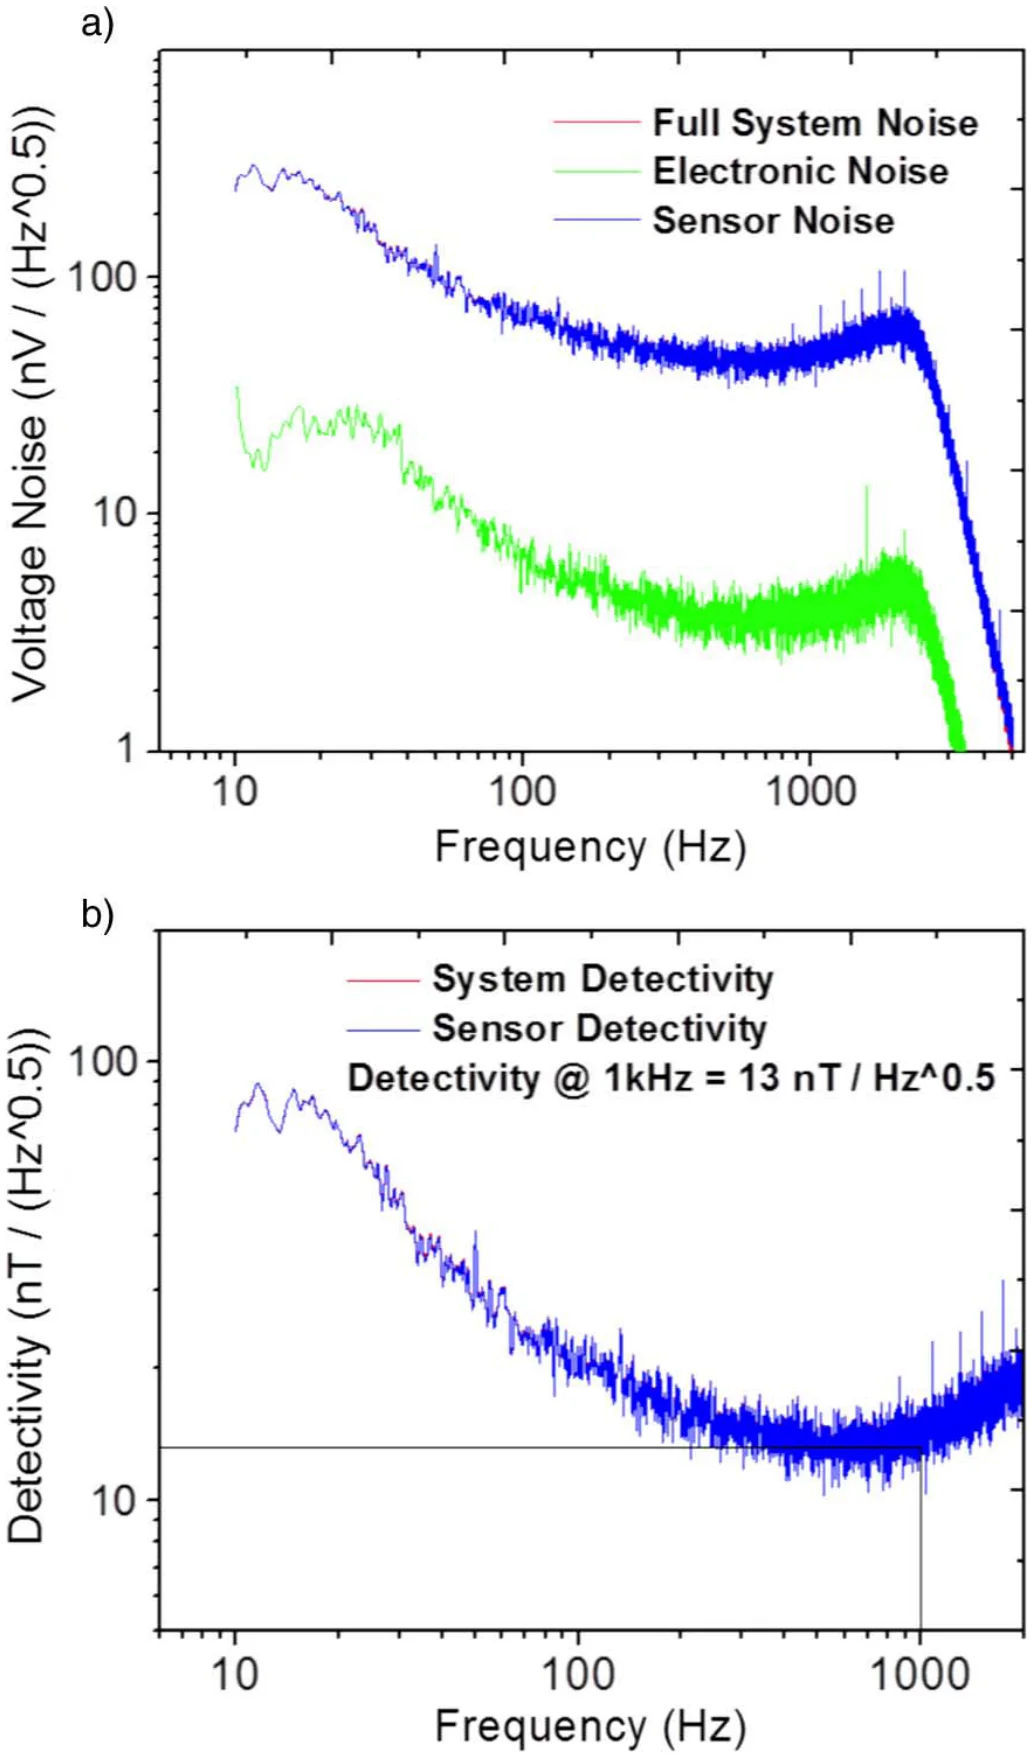 a)
Voltage Noise (nV / (Hz^0.5))
Full System Noise
Electronic Noise
Sensor Noise
100
10
1
10 100 1000
Frequency (Hz)
b)
Detectivity (nT / (Hz^0.5))
System Detectivity
Sensor Detectivity
Detectivity @ 1kHz = 13 nT / Hz^0.5
100
10
10 100 1000
Frequency (Hz)